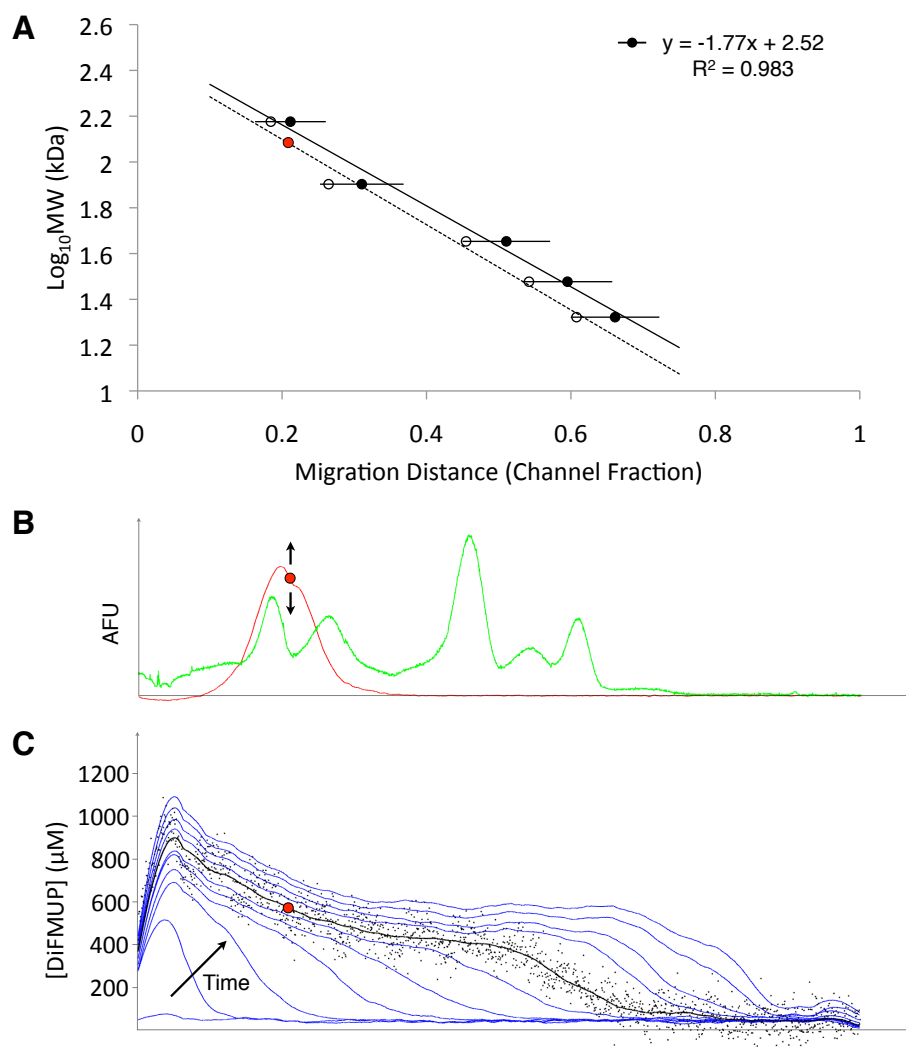 A
y = -1.77x + 2.52
R² = 0.983
2.6
2.4
2.2
2
1.8
1.6
1.4
1.2
1
Log₁₀MW (kDa)
0 0.2 0.4 0.6 0.8 1
Migration Distance (Channel Fraction)
B
AFU
C
1200
1000
800
600
400
200
[DiFMUP] (µM)
Time